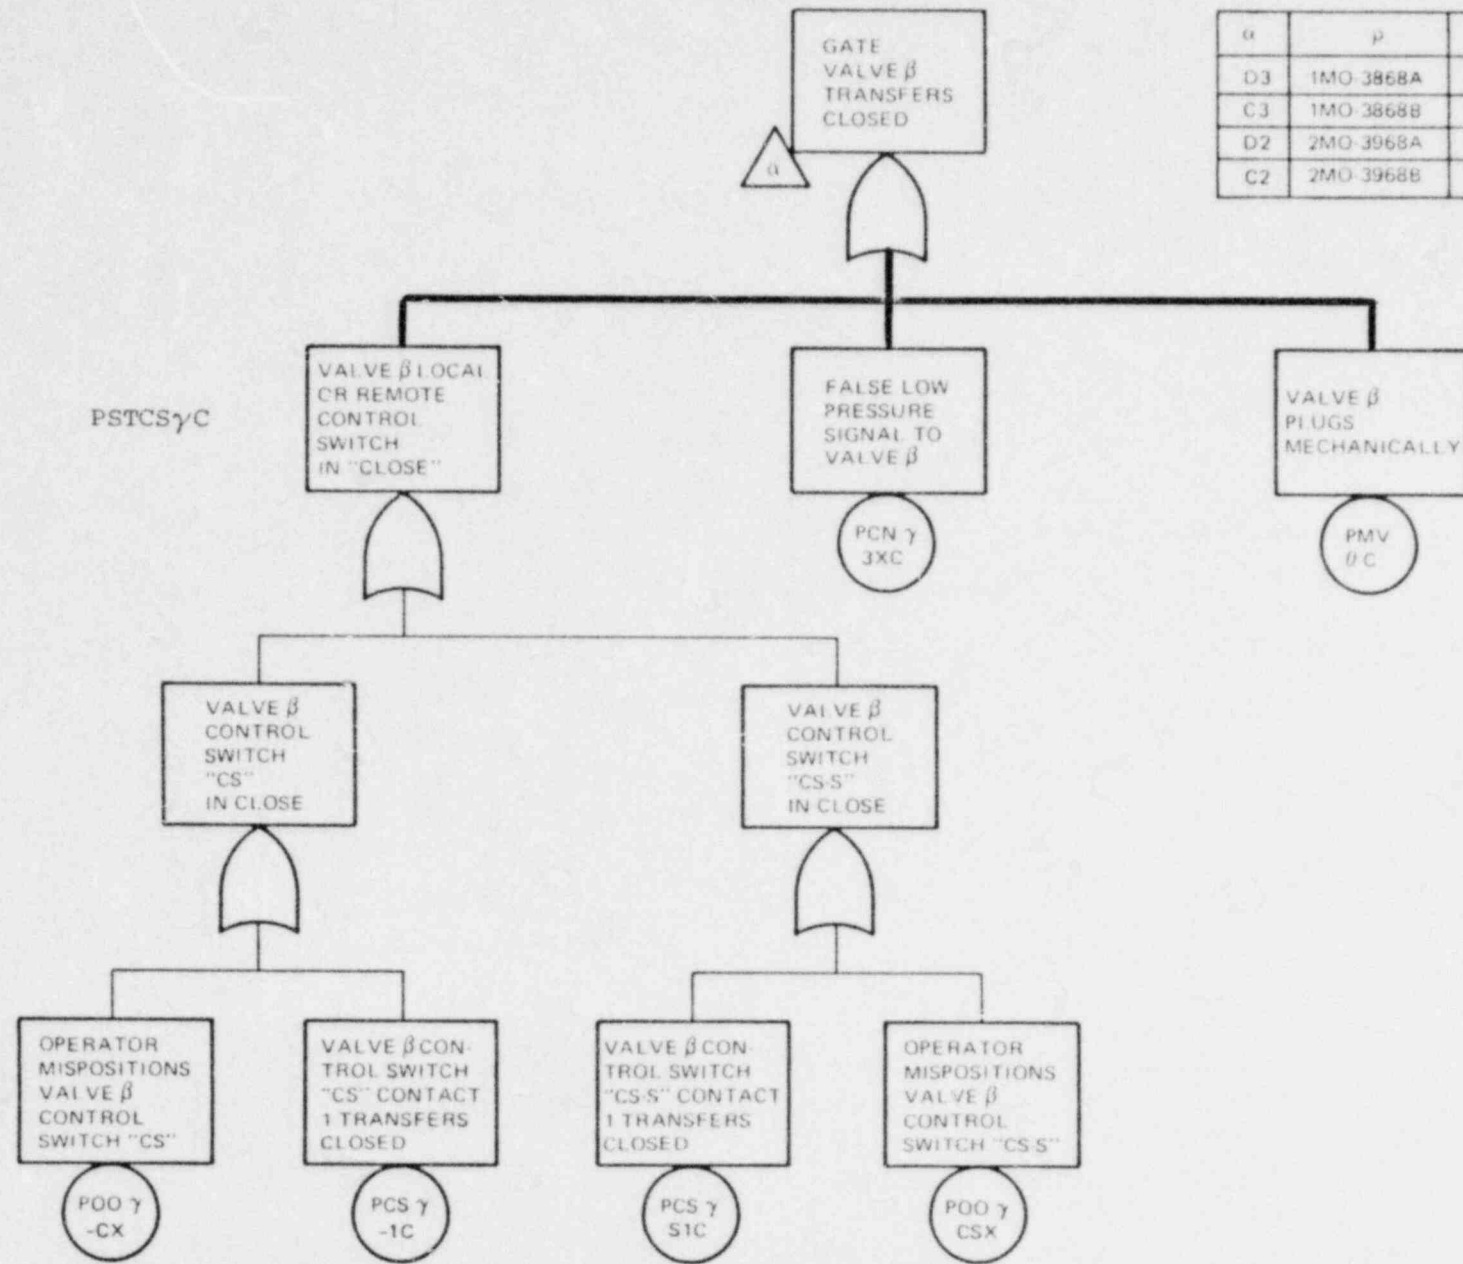 GATE
VALVE β
TRANSFERS
CLOSED
α
α ρ
D3 1MO-3868A
C3 1MO-3868B
D2 2MO-3968A
C2 2MO-3968B
PSTCSγC
VALVE β LOCAL
OR REMOTE
CONTROL
SWITCH
IN "CLOSE"
FALSE LOW
PRESSURE
SIGNAL TO
VALVE β
PCN γ
3XC
VALVE β
PLUGS
MECHANICALLY
PMV
θ C
VALVE β
CONTROL
SWITCH
"CS"
IN CLOSE
VALVE β
CONTROL
SWITCH
"CS-S"
IN CLOSE
OPERATOR
MISPOSITIONS
VALVE β
CONTROL
SWITCH "CS"
POO γ
-CX
VALVE β CON-
TROL SWITCH
"CS" CONTACT
1 TRANSFERS
CLOSED
PCS γ
-1C
VALVE β CON-
TROL SWITCH
"CS-S" CONTACT
1 TRANSFERS
CLOSED
PCS γ
S1C
OPERATOR
MISPOSITIONS
VALVE β
CONTROL
SWITCH "CS-S"
POO γ
CSX